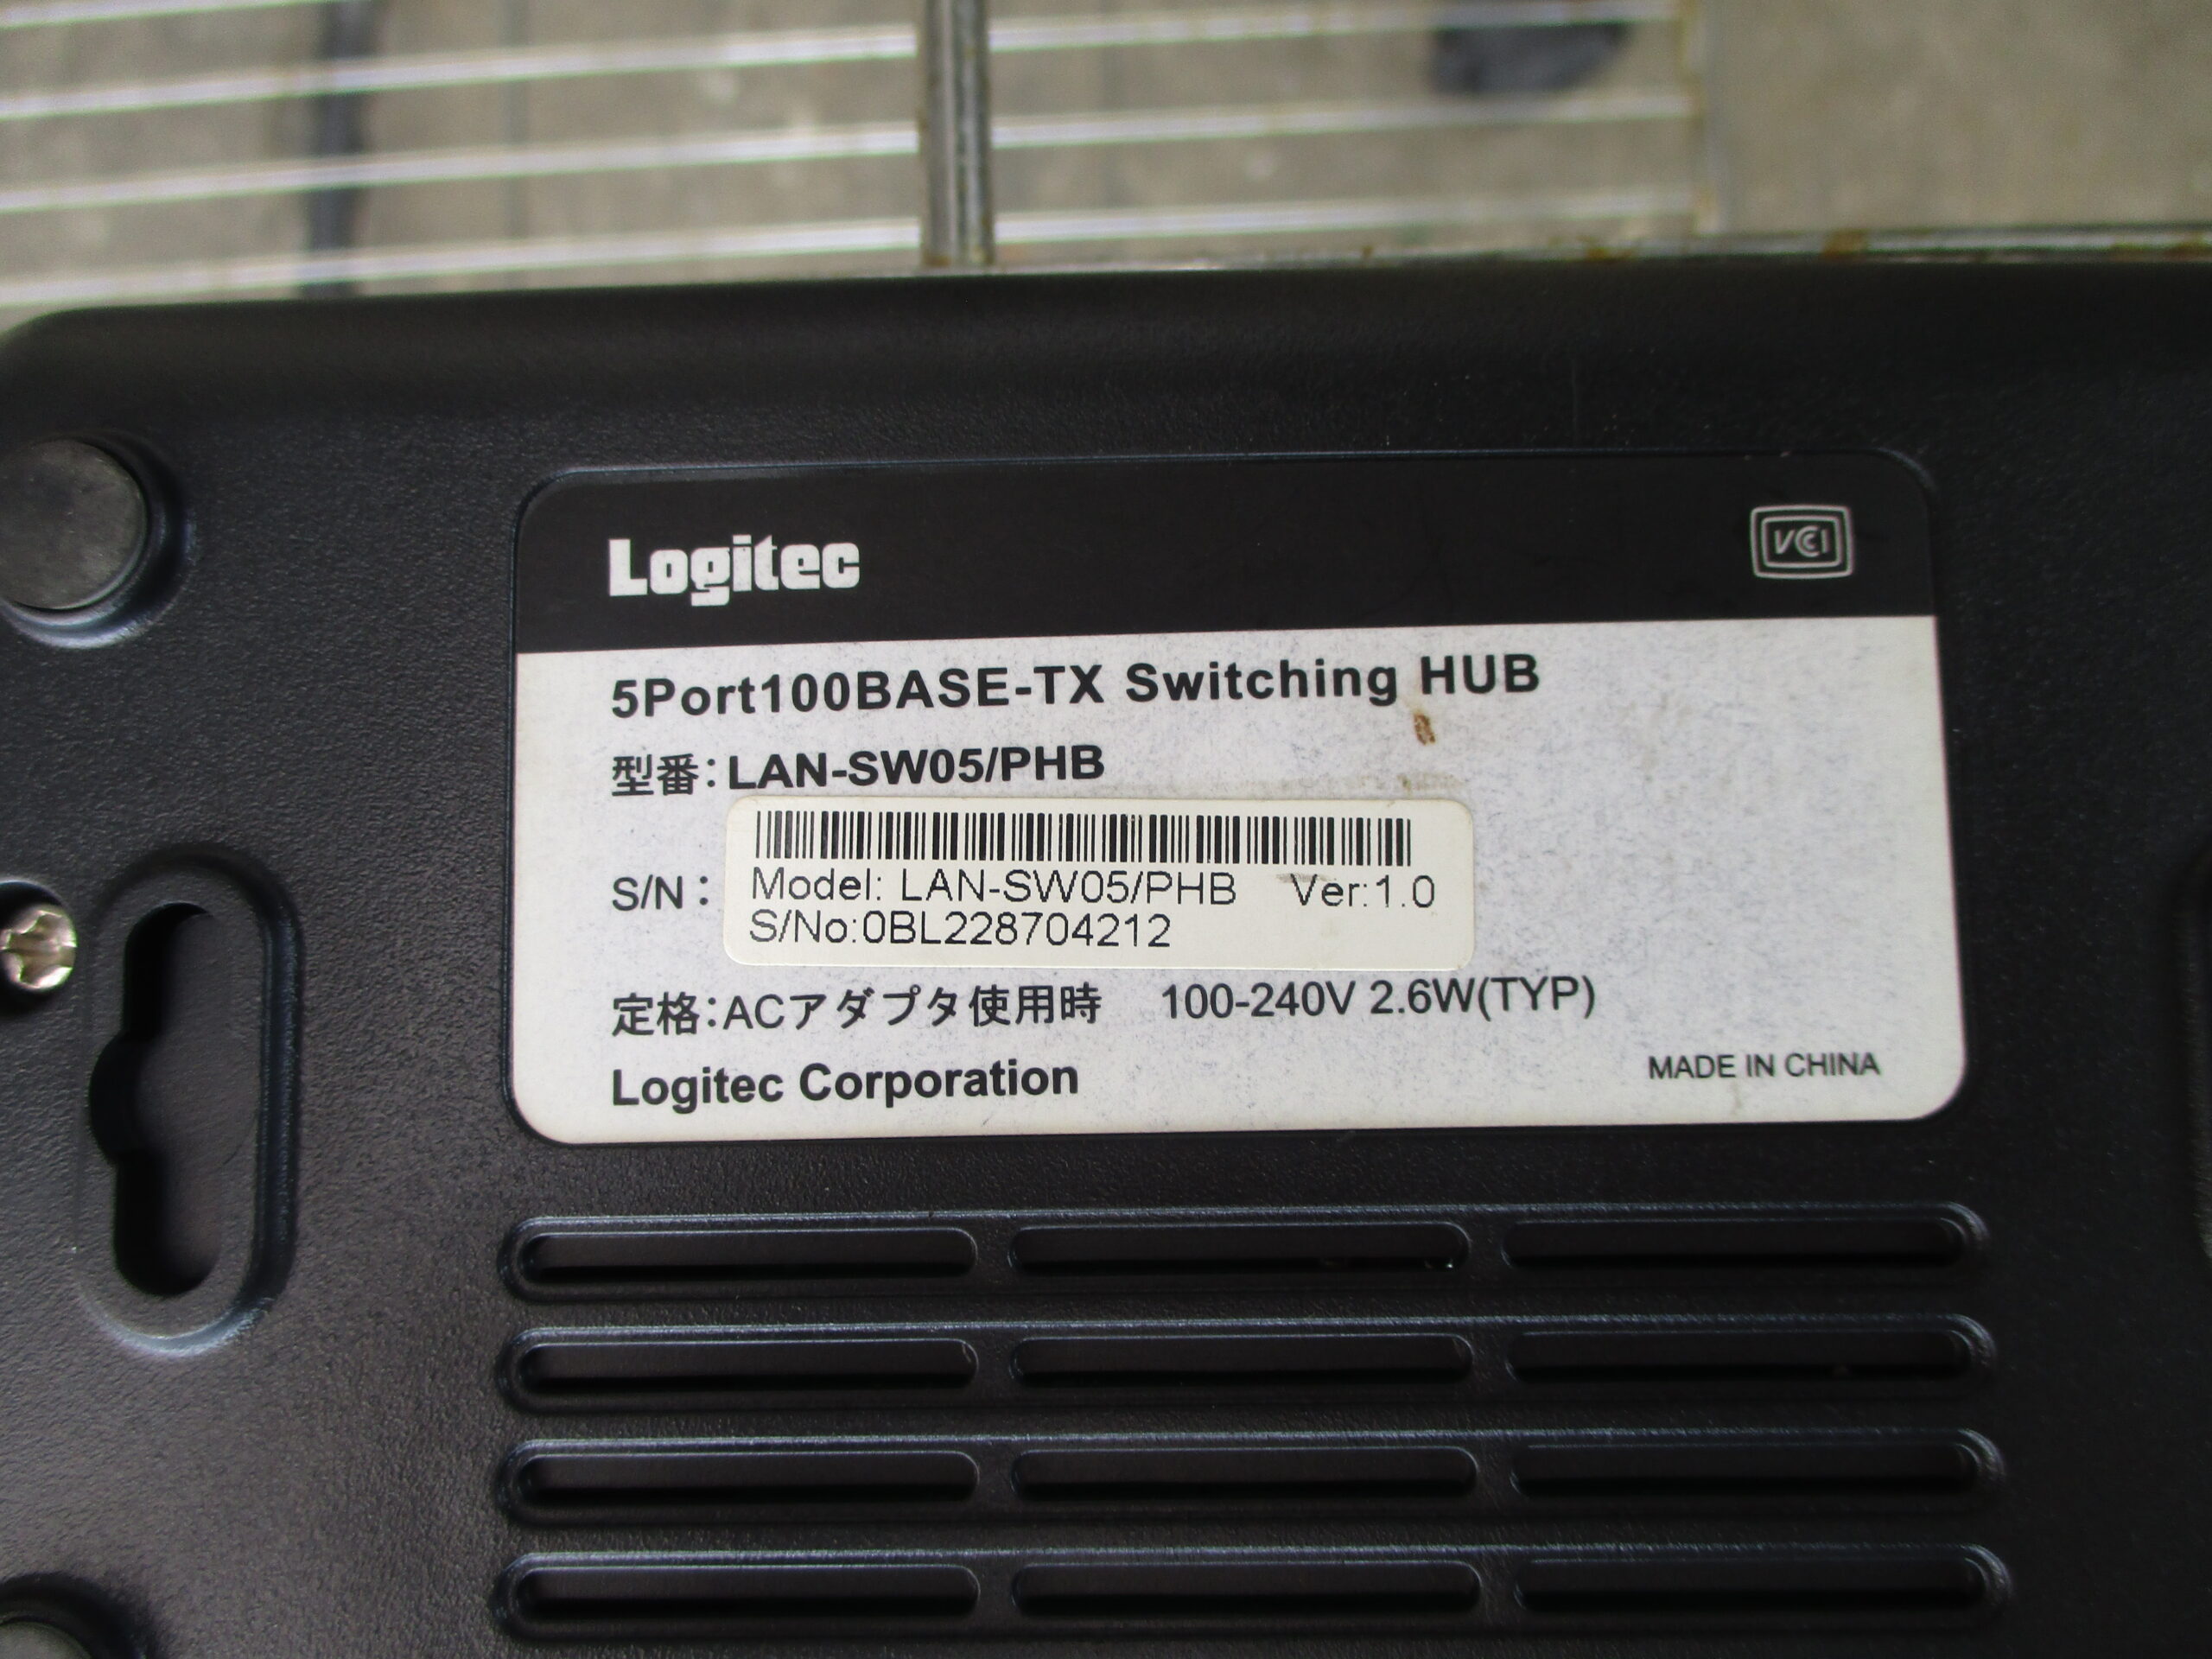 Logitec
VCI
5Port100BASE-TX Switching HUB
型番:LAN-SW05/PHB
S/N:
Model: LAN-SW05/PHB Ver:1.0
S/No:0BL228704212
定格:ACアダプタ使用時 100-240V 2.6W(TYP)
Logitec Corporation
MADE IN CHINA